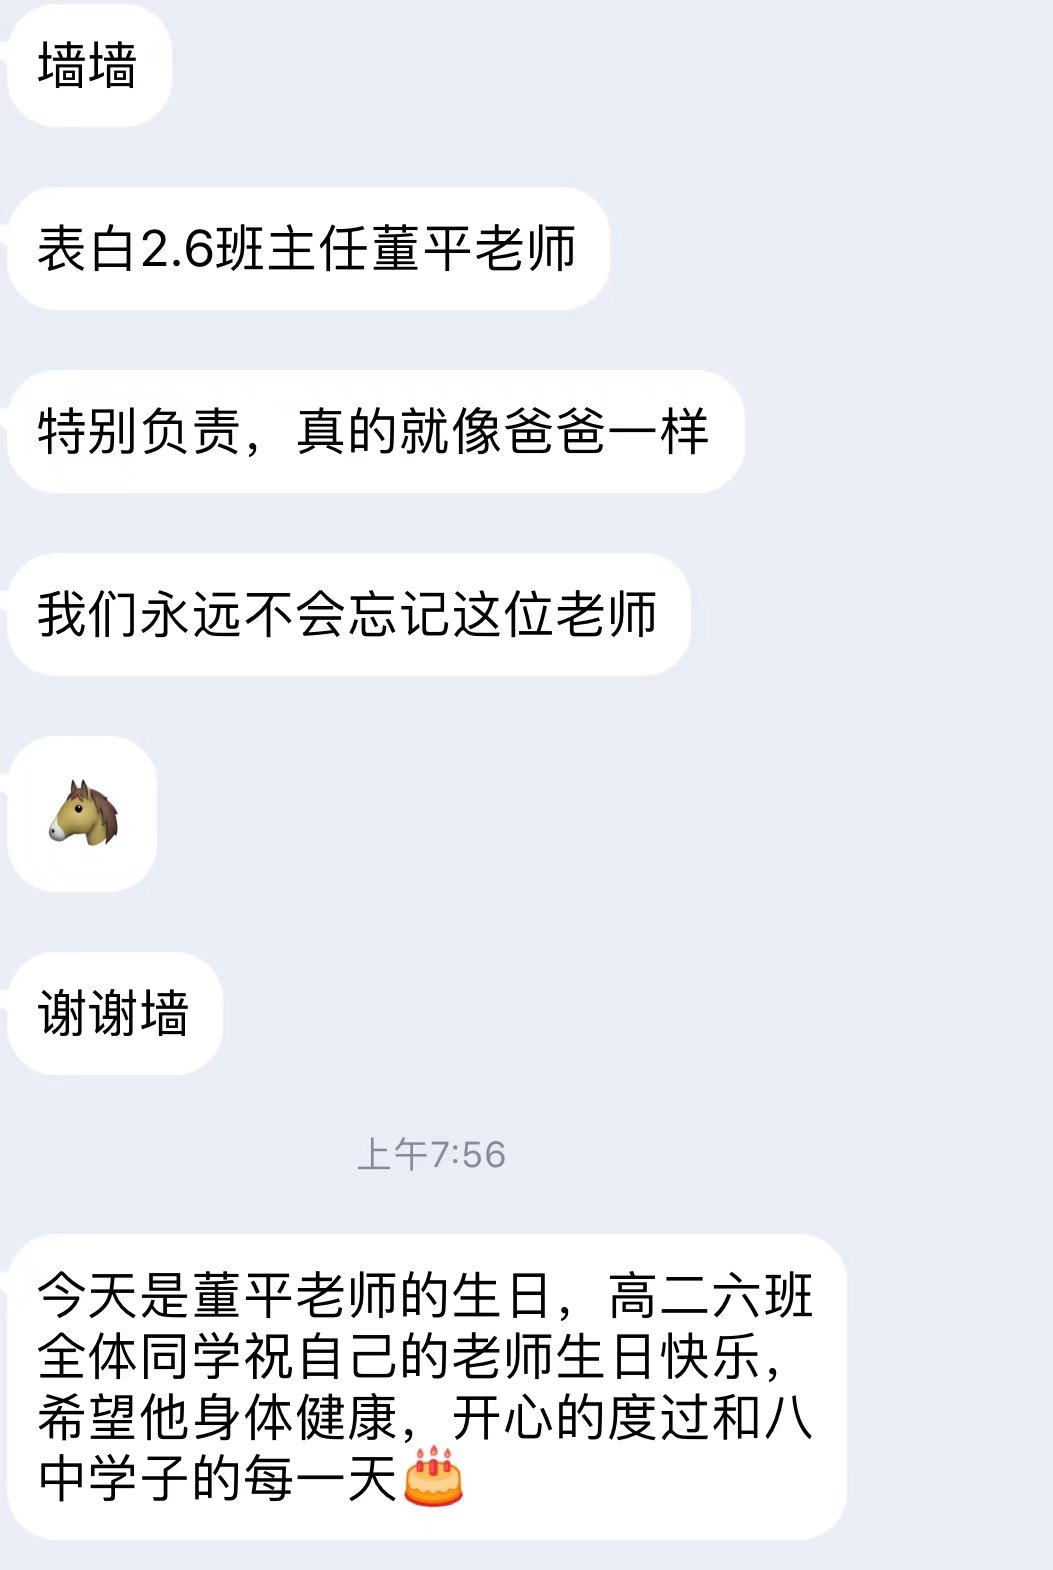 墙墙
表白2.6班主任董平老师
特别负责，真的就像爸爸一样
我们永远不会忘记这位老师
🐴
谢谢墙
上午7:56
今天是董平老师的生日，高二六班
全体同学祝自己的老师生日快乐，
希望他身体健康，开心的度过和八
中学子的每一天🎂